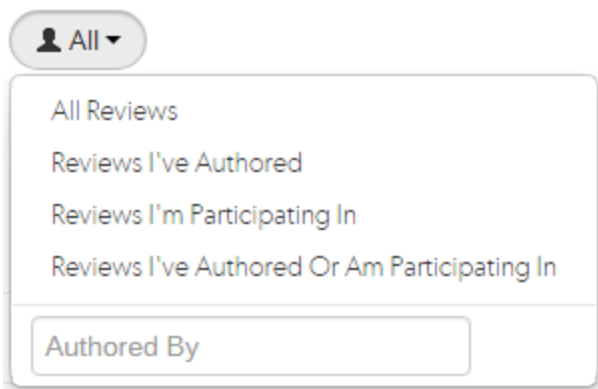 All
All Reviews
Reviews I've Authored
Reviews I'm Participating In
Reviews I've Authored Or Am Participating In
Authored By